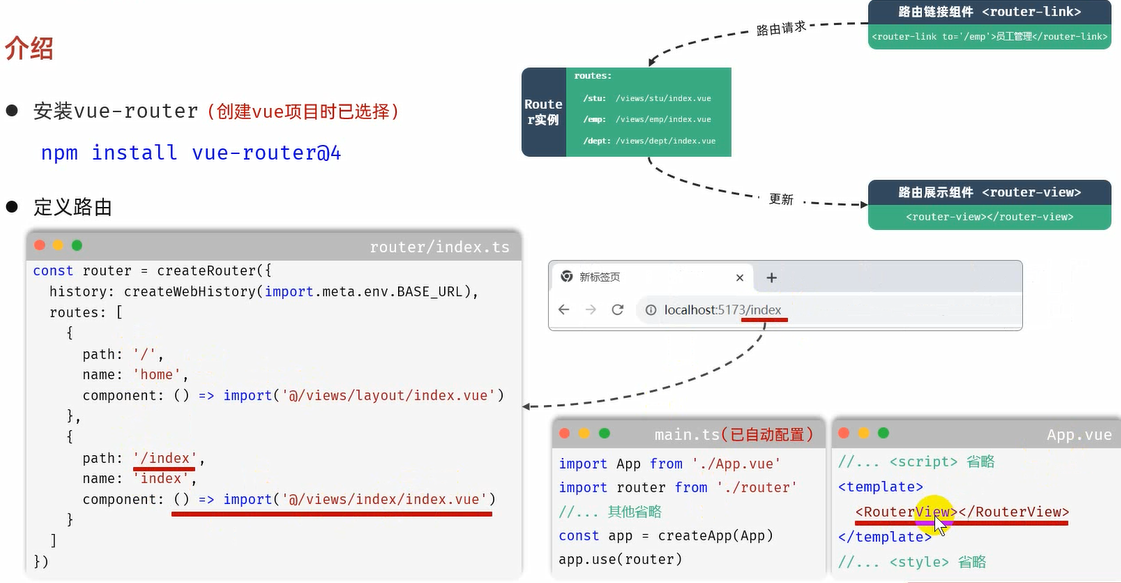 介绍
● 安装vue-router（创建vue项目时已选择）
npm install vue-router@4
● 定义路由
router/index.ts
const router = createRouter({
  history: createWebHistory(import.meta.env.BASE_URL),
  routes: [
    {
      path: '/',
      name: 'home',
      component: () => import('@/views/layout/index.vue')
    },
    {
      path: '/index',
      name: 'index',
      component: () => import('@/views/index/index.vue')
    }
  ]
})
路由链接组件 <router-link>
<router-link to='/emp'>员工管理</router-link>
路由请求
Router实例
routes:
/stu: /views/stu/index.vue
/emp: /views/emp/index.vue
/dept: /views/dept/index.vue
更新
路由展示组件 <router-view>
<router-view></router-view>
新标签页
localhost:5173/index
main.ts(已自动配置)
import App from './App.vue'
import router from './router'
//... 其他省略
const app = createApp(App)
app.use(router)
App.vue
//... <script> 省略
<template>
  <RouterView></RouterView>
</template>
//... <style> 省略